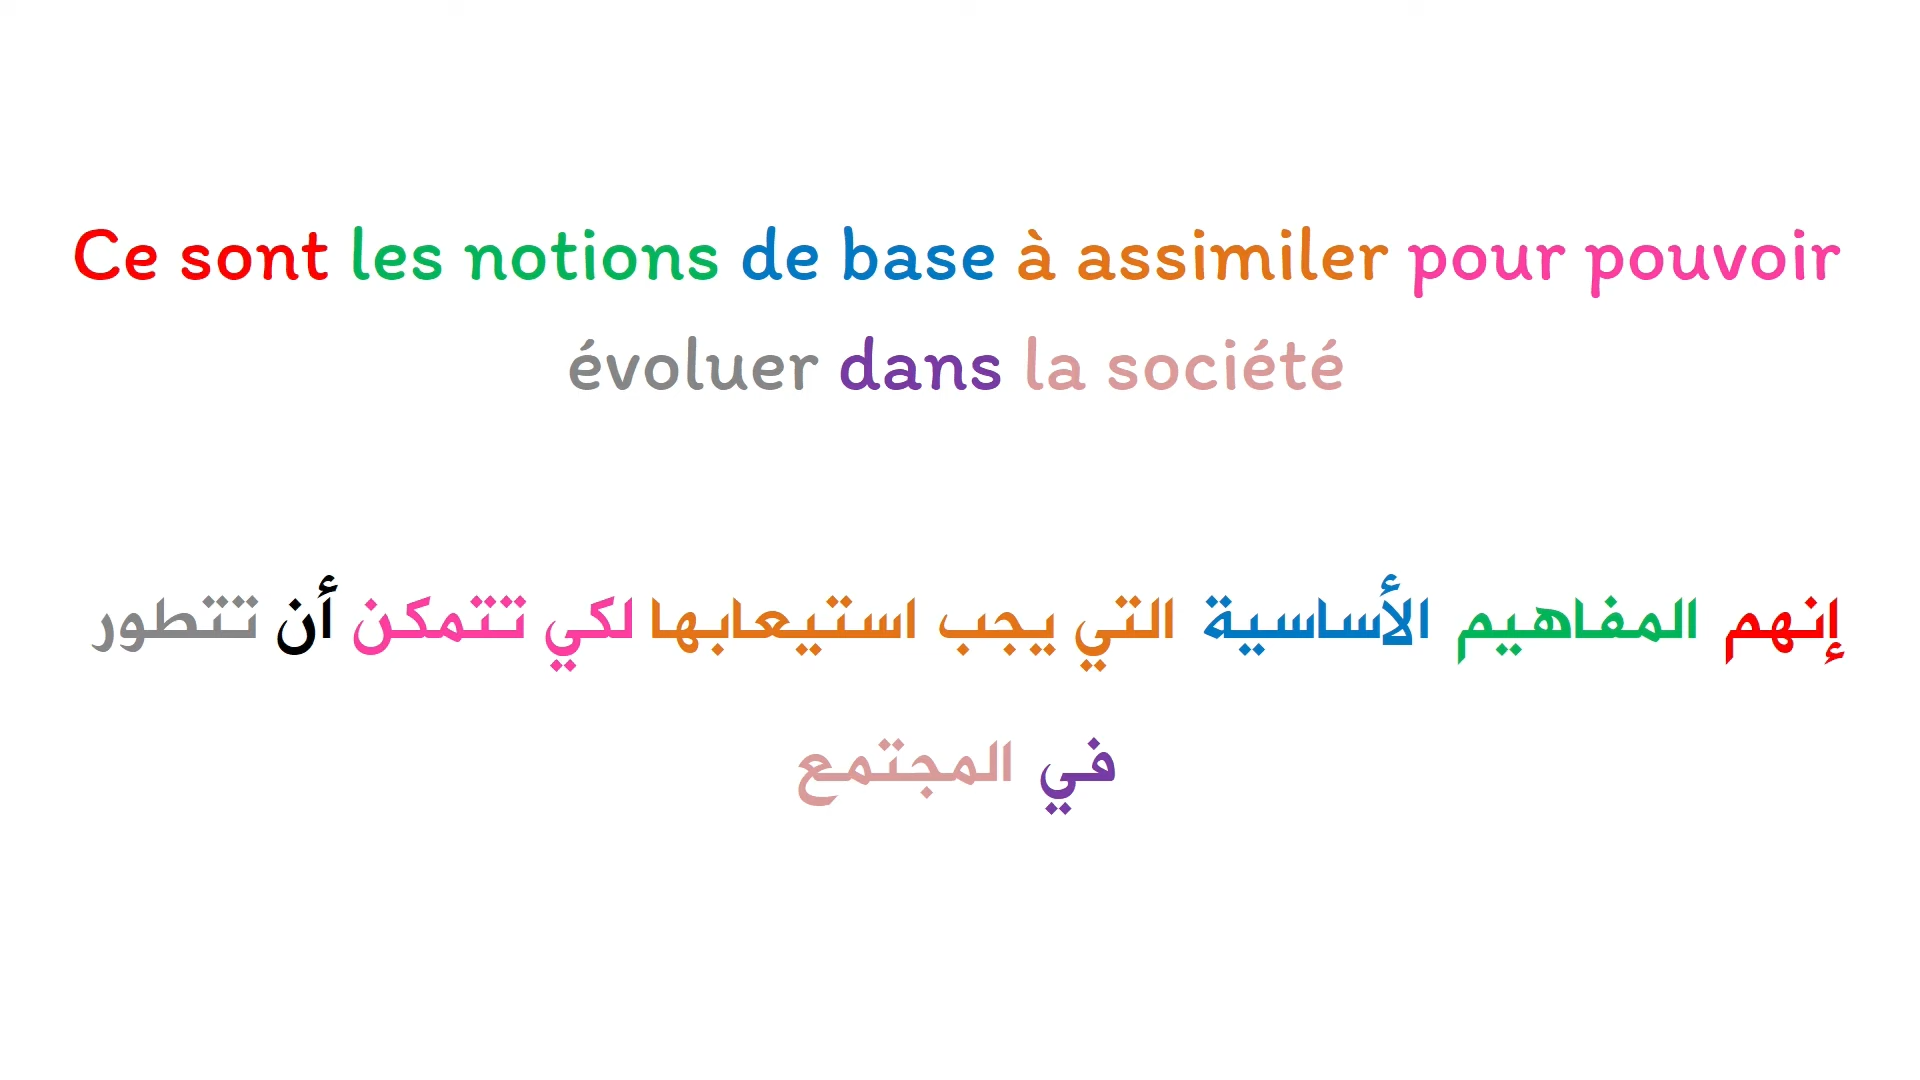 Ce sont les notions de base à assimiler pour pouvoir
évoluer dans la société
إنهم المفاهيم الأساسية التي يجب استيعابها لكي تتمكن أن تتطور
في المجتمع